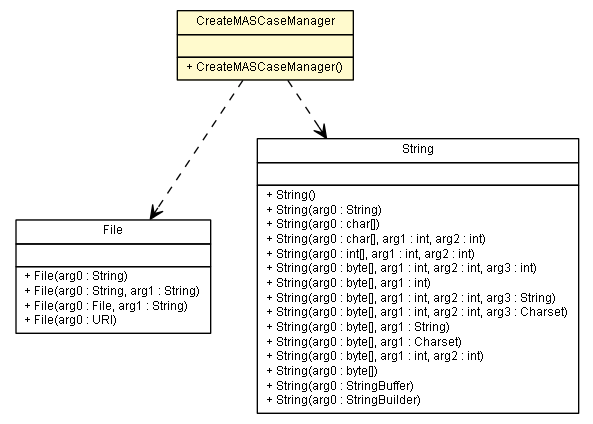 CreateMASCaseManager
+ CreateMASCaseManager()
String
+ String()
+ String(arg0 : String)
+ String(arg0 : char[])
+ String(arg0 : char[], arg1 : int, arg2 : int)
+ String(arg0 : int[], arg1 : int, arg2 : int)
+ String(arg0 : byte[], arg1 : int, arg2 : int, arg3 : int)
+ String(arg0 : byte[], arg1 : int)
+ String(arg0 : byte[], arg1 : int, arg2 : int, arg3 : String)
+ String(arg0 : byte[], arg1 : int, arg2 : int, arg3 : Charset)
+ String(arg0 : byte[], arg1 : String)
+ String(arg0 : byte[], arg1 : Charset)
+ String(arg0 : byte[], arg1 : int, arg2 : int)
+ String(arg0 : byte[])
+ String(arg0 : StringBuffer)
+ String(arg0 : StringBuilder)
File
+ File(arg0 : String)
+ File(arg0 : String, arg1 : String)
+ File(arg0 : File, arg1 : String)
+ File(arg0 : URI)